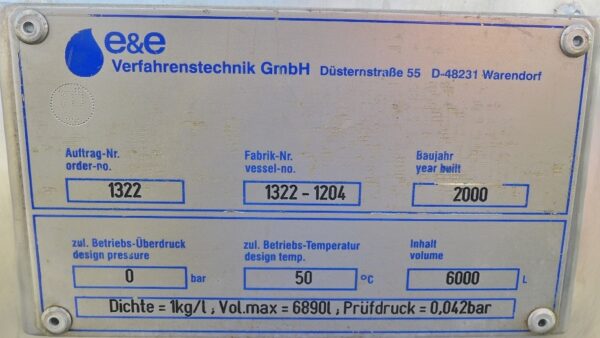 e&e
Verfahrenstechnik GmbH Düsternstraße 55 D-48231 Warendorf
Auftrag-Nr. Fabrik-Nr. Baujahr
order-no. vessel-no. year built
1322 1322-1204 2000
zul. Betriebs-Überdruck zul. Betriebs-Temperatur Inhalt
design pressure design temp. volume
0 bar 50 °C 6000 L
Dichte = 1kg/l , Vol.max = 6890l , Prüfdruck = 0,042bar